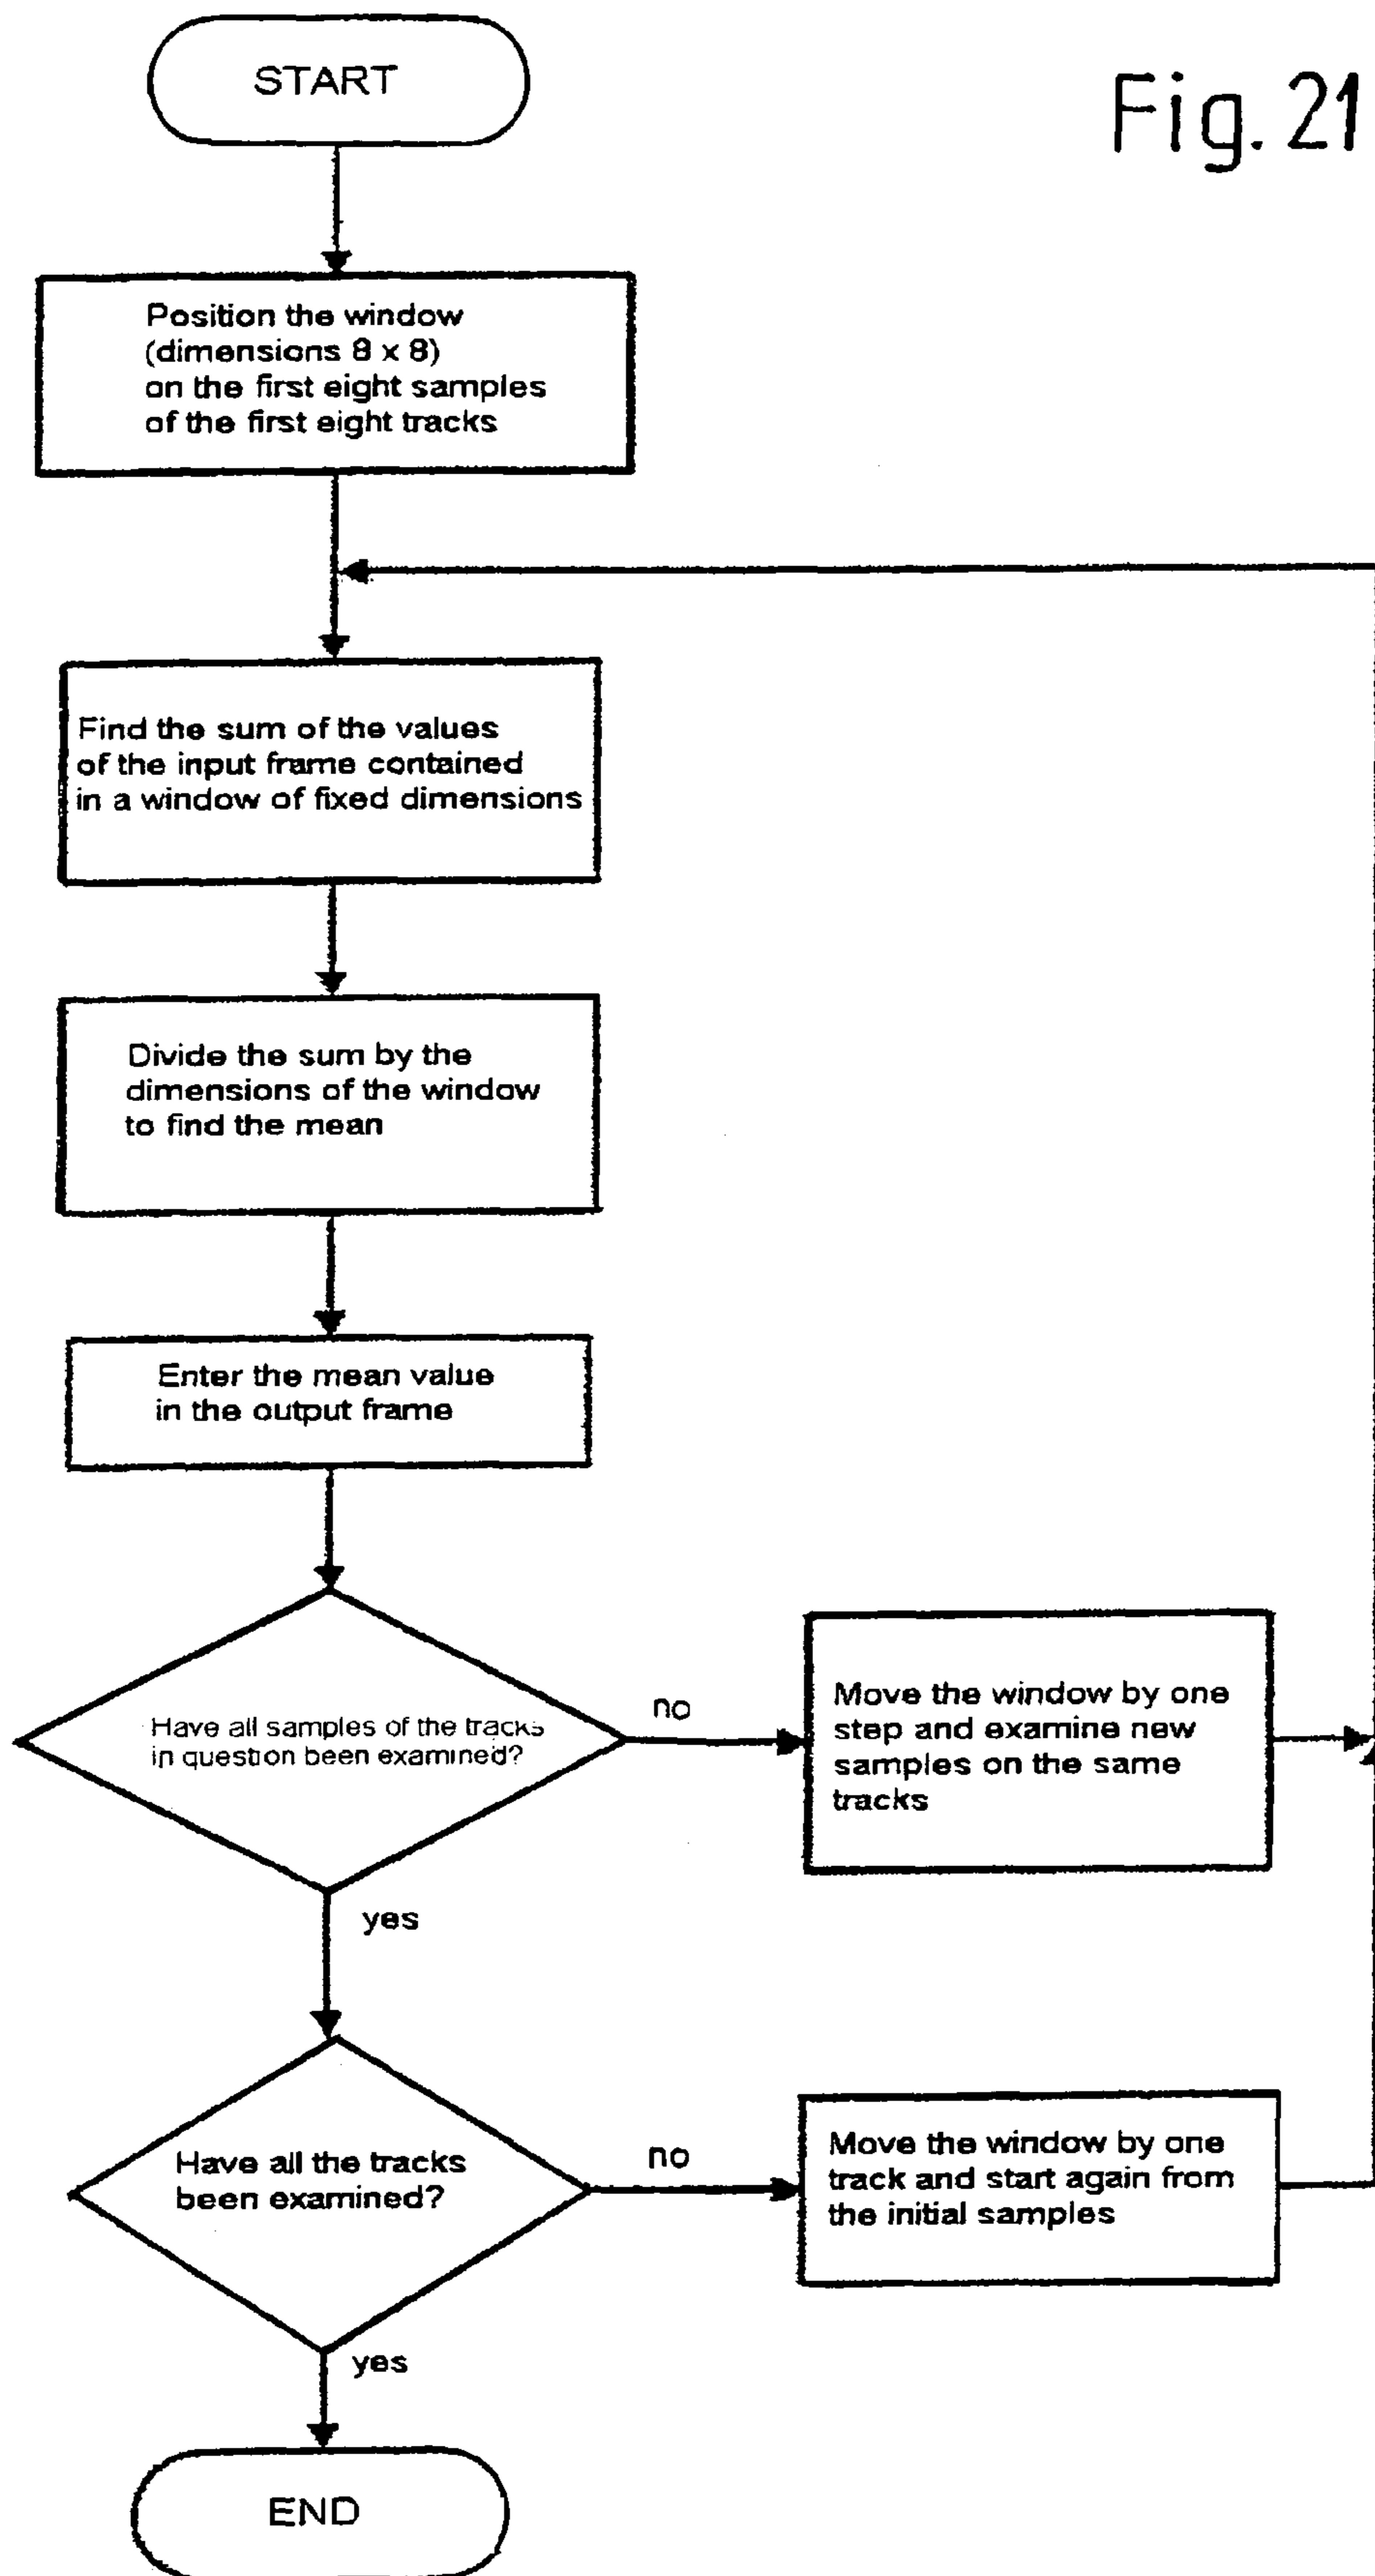 START
Fig. 21
Position the window
(dimensions 8 x 8)
on the first eight samples
of the first eight tracks
Find the sum of the values
of the input frame contained
in a window of fixed dimensions
Divide the sum by the
dimensions of the window
to find the mean
Enter the mean value
in the output frame
Have all samples of the tracks
in question been examined?
no
Move the window by one
step and examine new
samples on the same
tracks
yes
Have all the tracks
been examined?
no
Move the window by one
track and start again from
the initial samples
yes
END